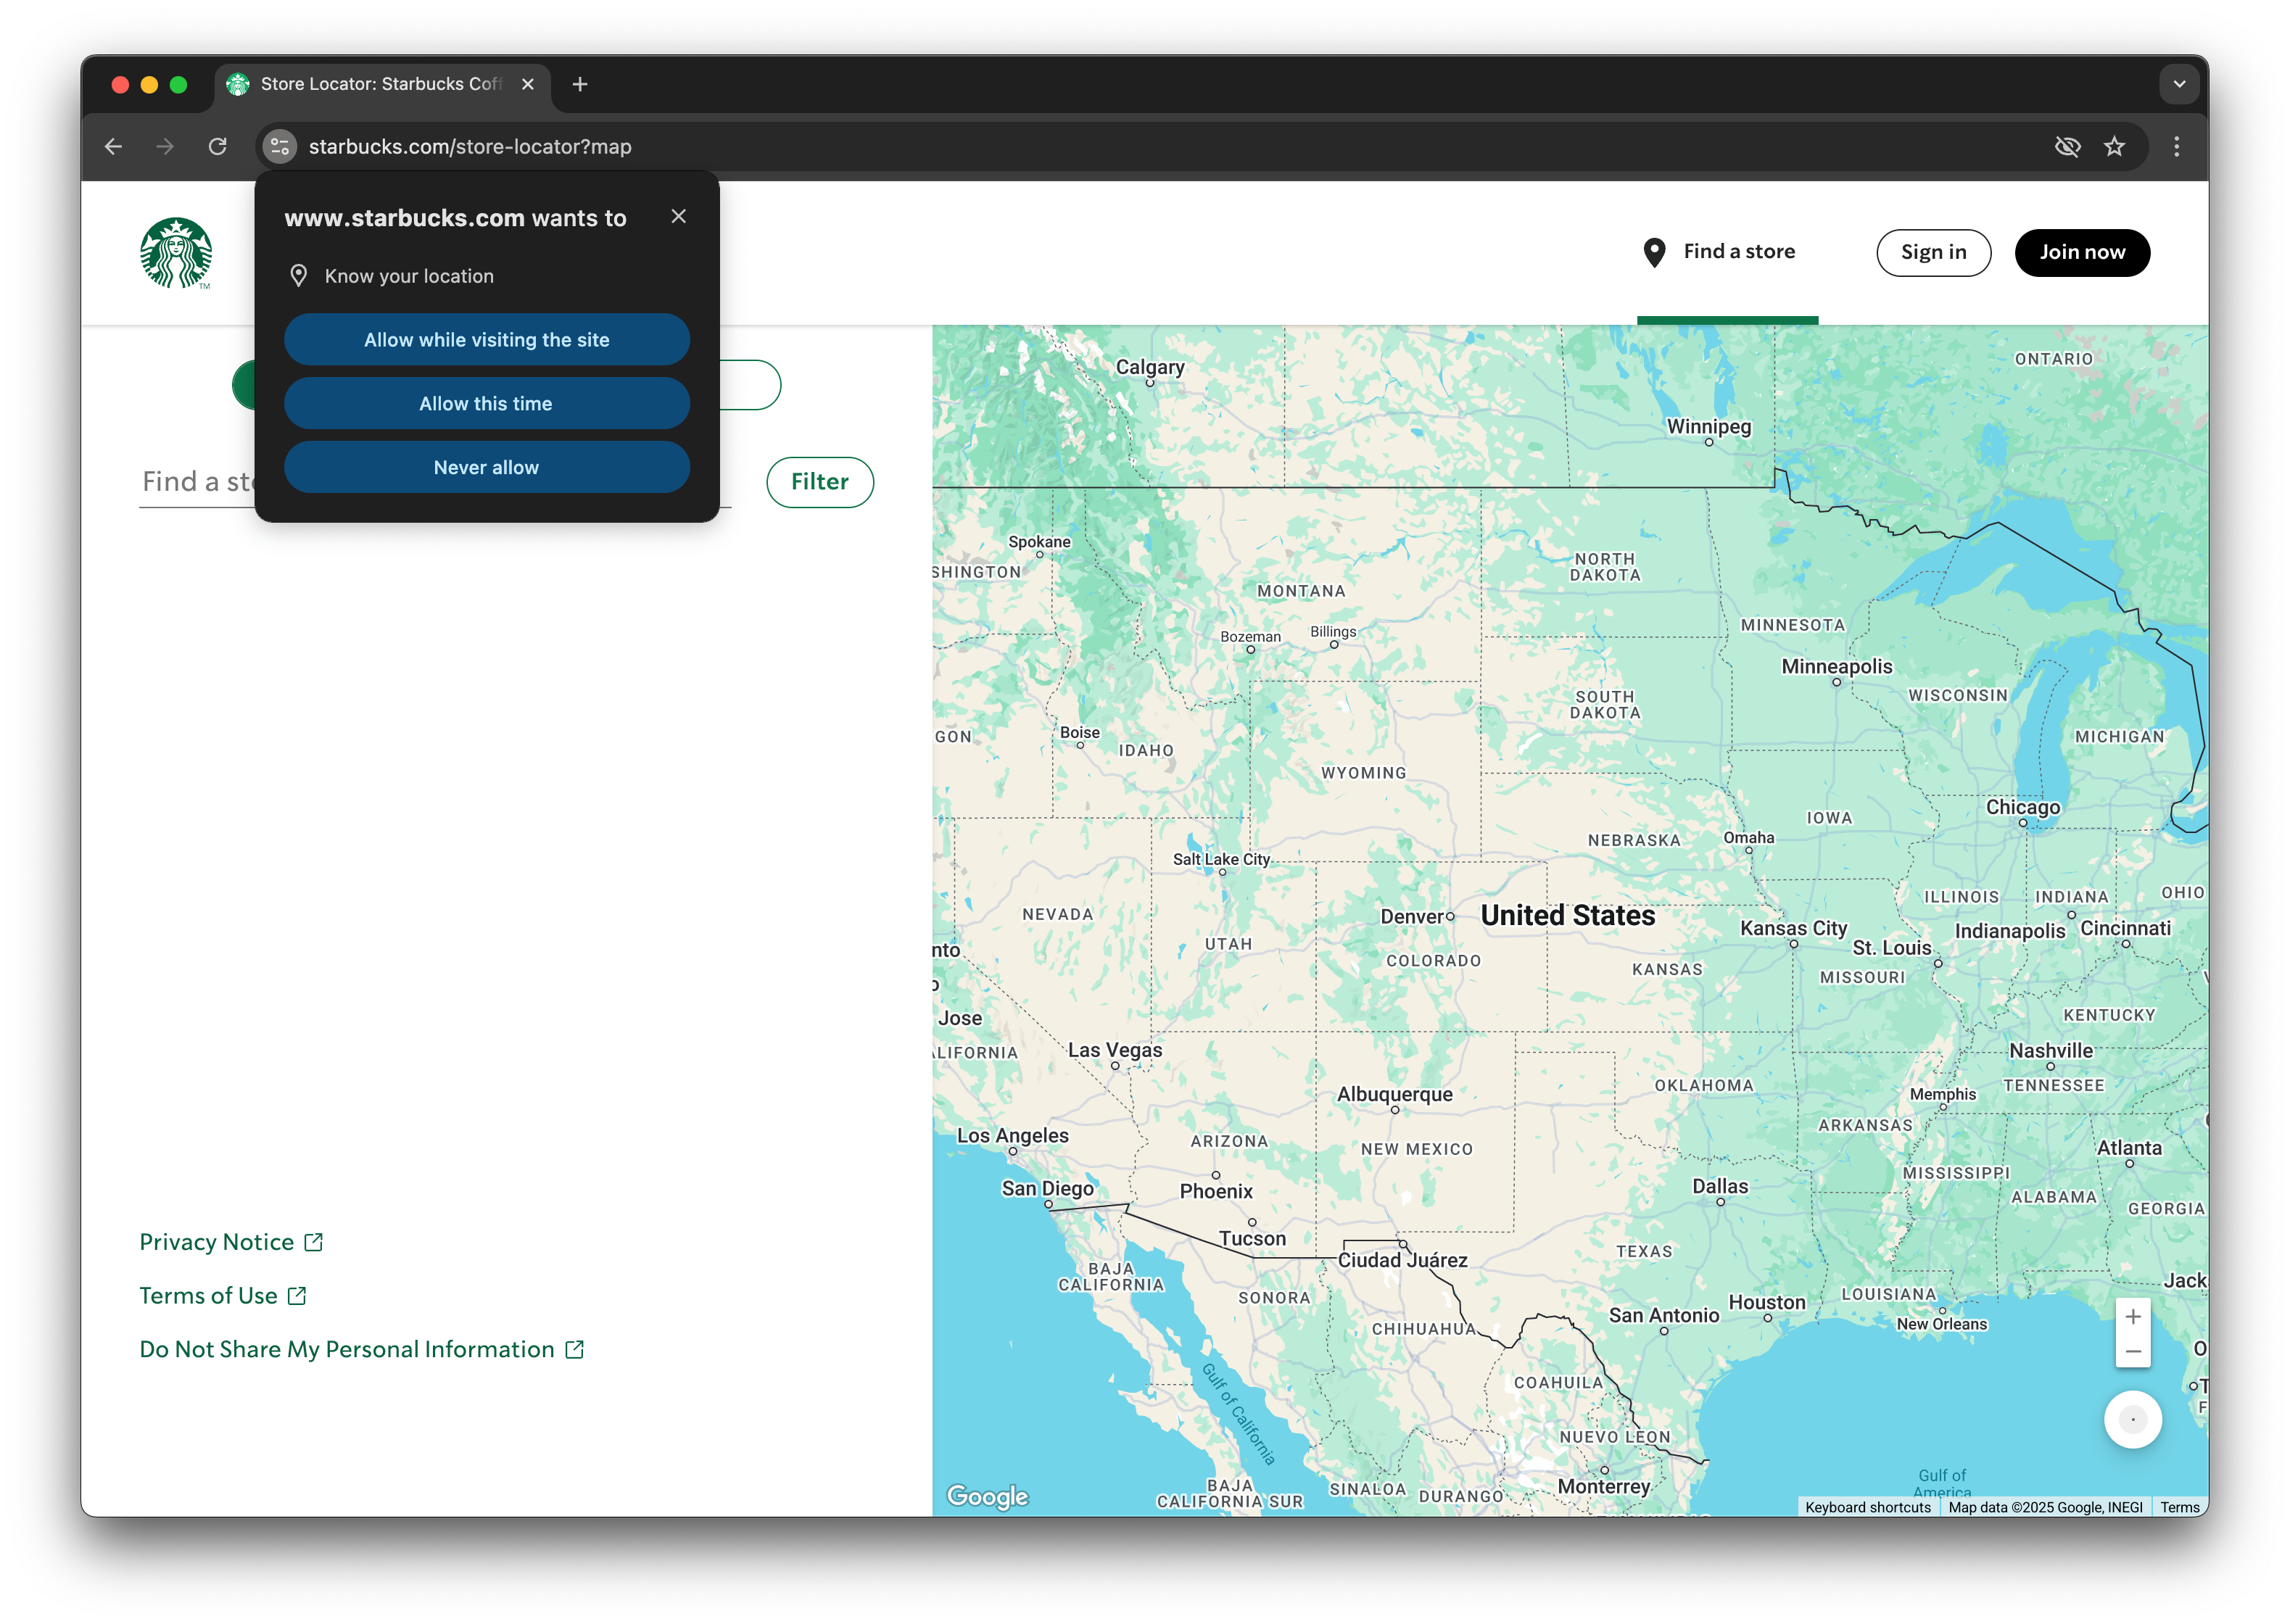 Store Locator: Starbucks Coff
starbucks.com/store-locator?map
www.starbucks.com wants to
Know your location
Allow while visiting the site
Allow this time
Never allow
TM
Find a store
Sign in
Join now
Find a sto
Filter
Privacy Notice
Terms of Use
Do Not Share My Personal Information
Calgary
ONTARIO
Winnipeg
Spokane
SHINGTON
NORTH
DAKOTA
MONTANA
Bozeman
Billings
MINNESOTA
Minneapolis
WISCONSIN
SOUTH
DAKOTA
MICHIGAN
GON
Boise
IDAHO
WYOMING
Chicago
IOWA
NEBRASKA
Omaha
Salt Lake City
NEVADA
ILLINOIS
INDIANA
OHIO
Denver
United States
UTAH
Kansas City
St. Louis
Indianapolis
Cincinnati
nto
COLORADO
KANSAS
MISSOURI
o
Jose
KENTUCKY
ALIFORNIA
Las Vegas
Nashville
TENNESSEE
OKLAHOMA
Memphis
Albuquerque
ARKANSAS
Los Angeles
ARIZONA
NEW MEXICO
Atlanta
MISSISSIPPI
San Diego
Phoenix
Dallas
ALABAMA
GEORGIA
Tucson
Ciudad Juárez
TEXAS
BAJA
CALIFORNIA
SONORA
Jack
LOUISIANA
Houston
San Antonio
New Orleans
CHIHUAHUA
O
Gulf of California
COAHUILA
T
F
NUEVO LEON
Monterrey
BAJA
CALIFORNIA SUR
SINALOA
DURANGO
Gulf of
America
Google
Keyboard shortcuts
Map data ©2025 Google, INEGI
Terms